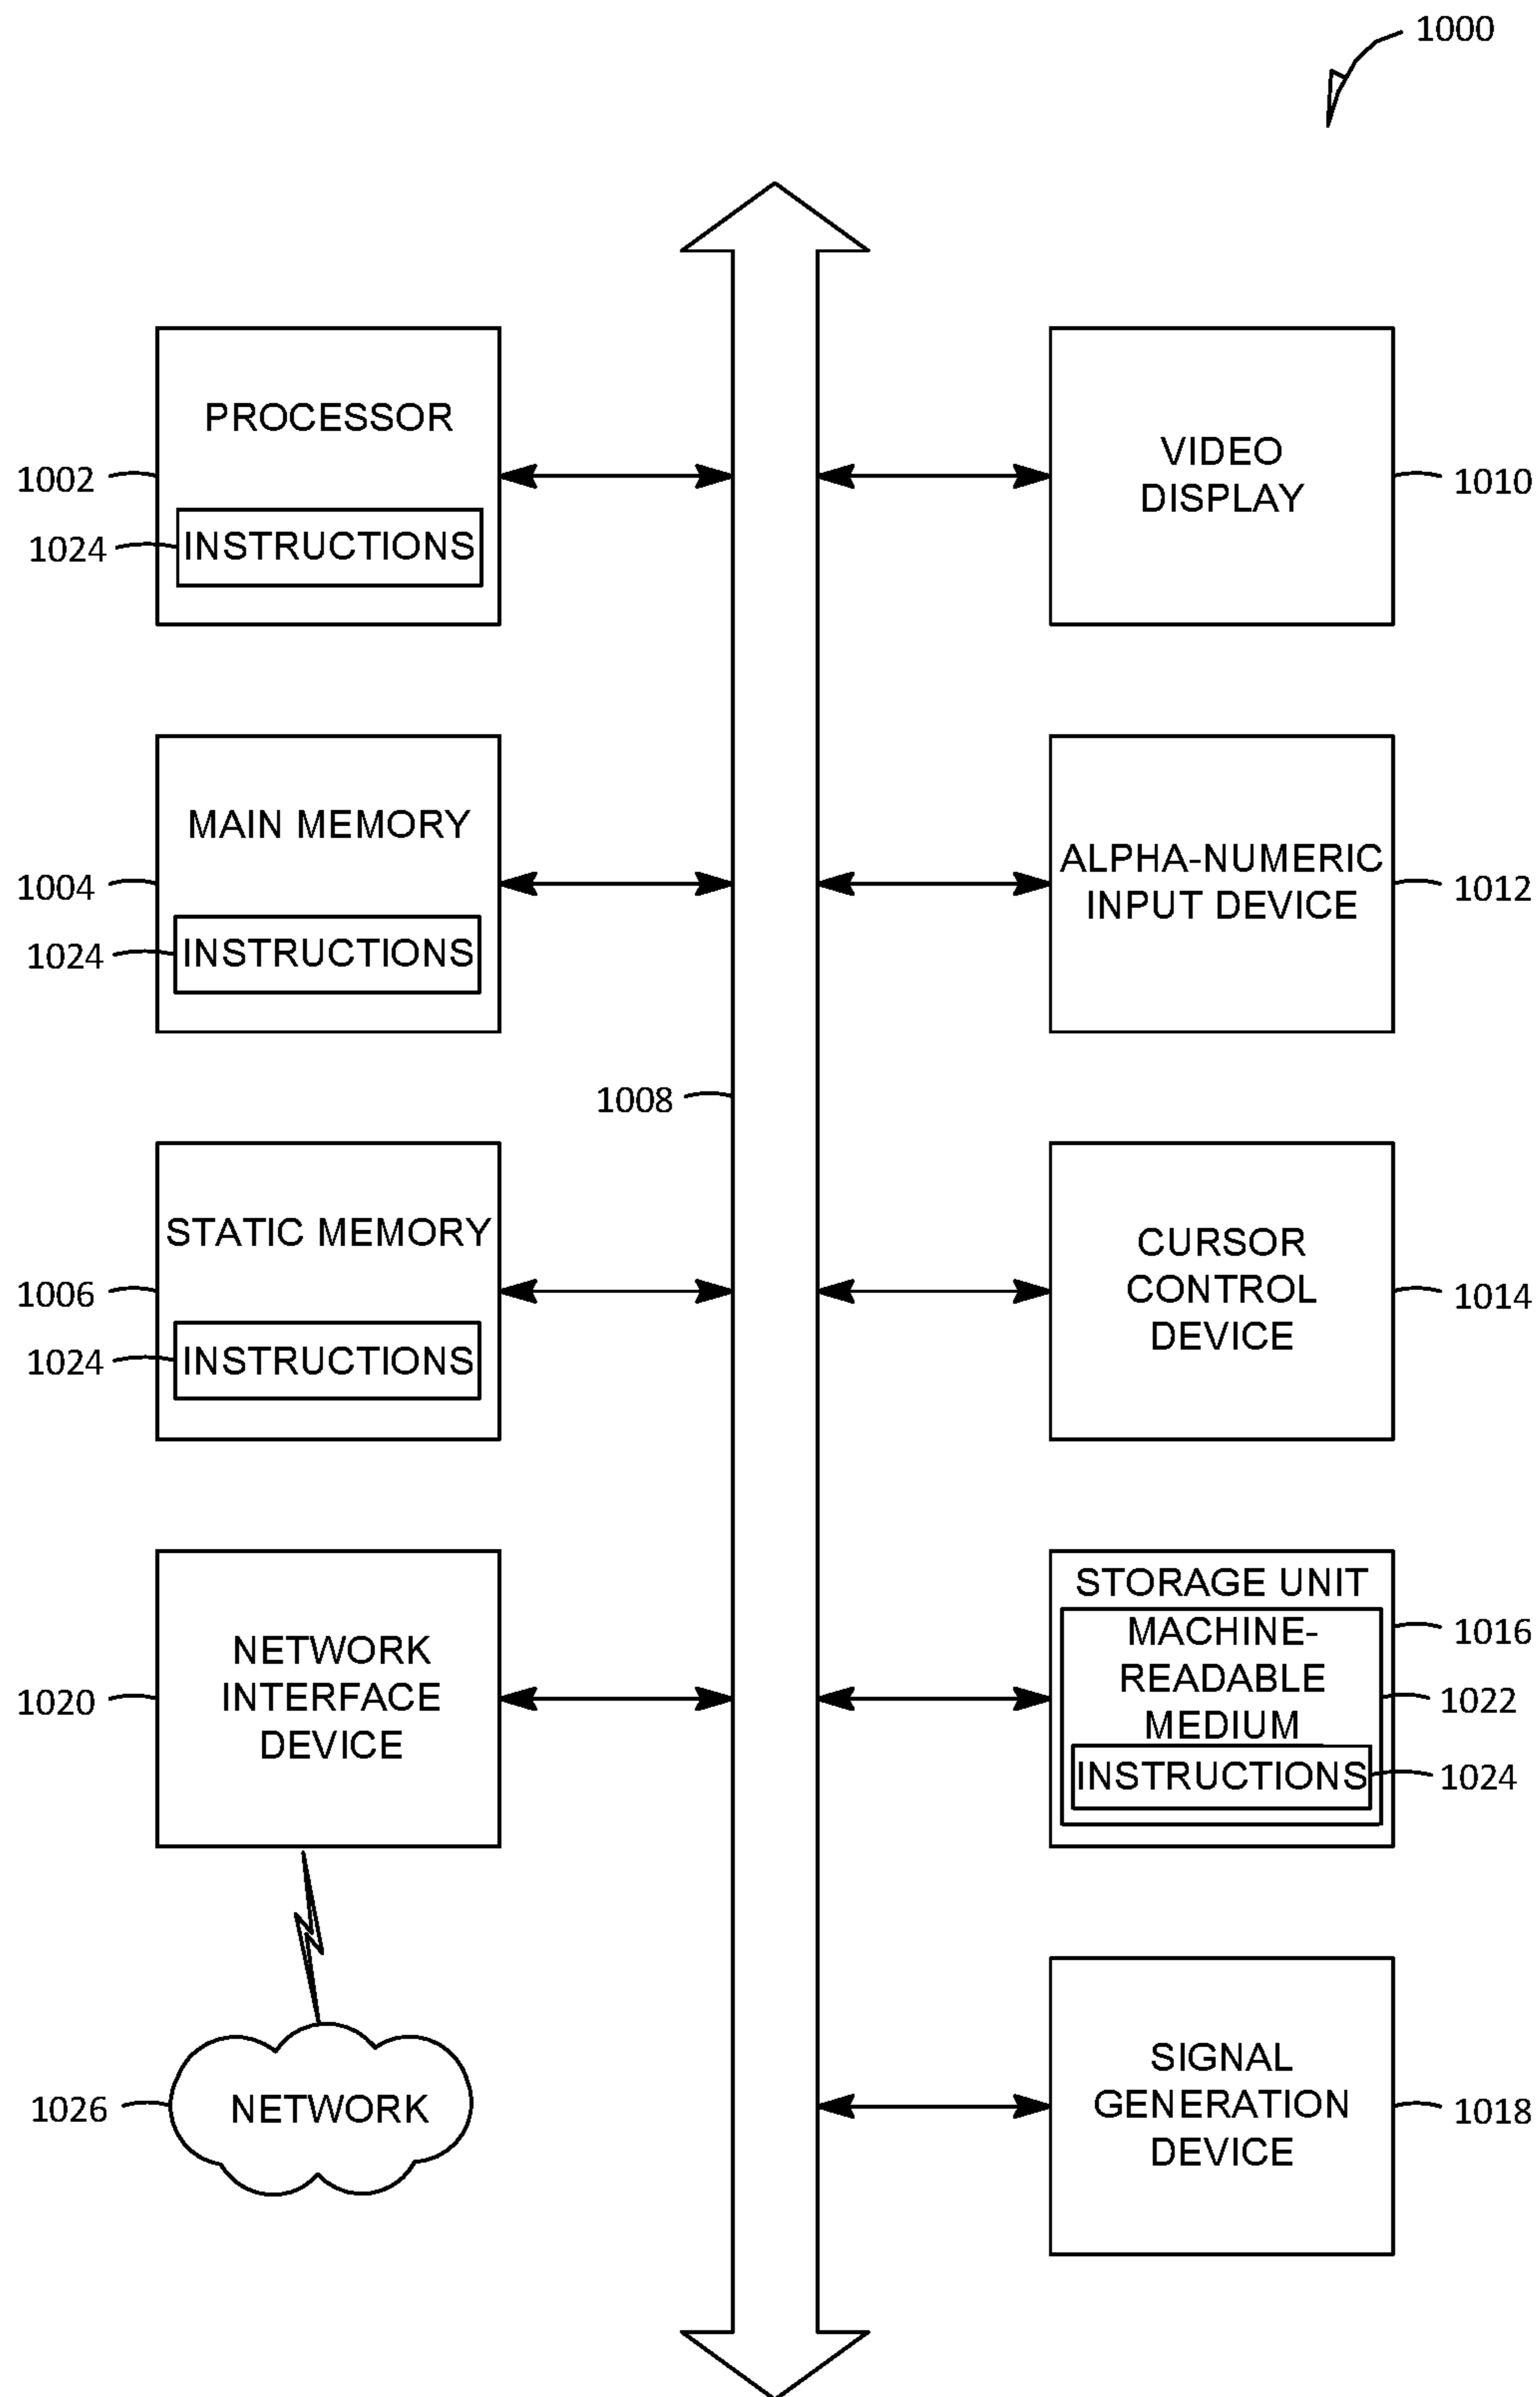 1000
PROCESSOR
1002
1024
INSTRUCTIONS
VIDEO
DISPLAY
1010
MAIN MEMORY
1004
1024
INSTRUCTIONS
ALPHA-NUMERIC
INPUT DEVICE
1012
1008
STATIC MEMORY
1006
1024
INSTRUCTIONS
CURSOR
CONTROL
DEVICE
1014
NETWORK
INTERFACE
DEVICE
1020
STORAGE UNIT
MACHINE-
READABLE
MEDIUM
INSTRUCTIONS
1016
1022
1024
NETWORK
1026
SIGNAL
GENERATION
DEVICE
1018